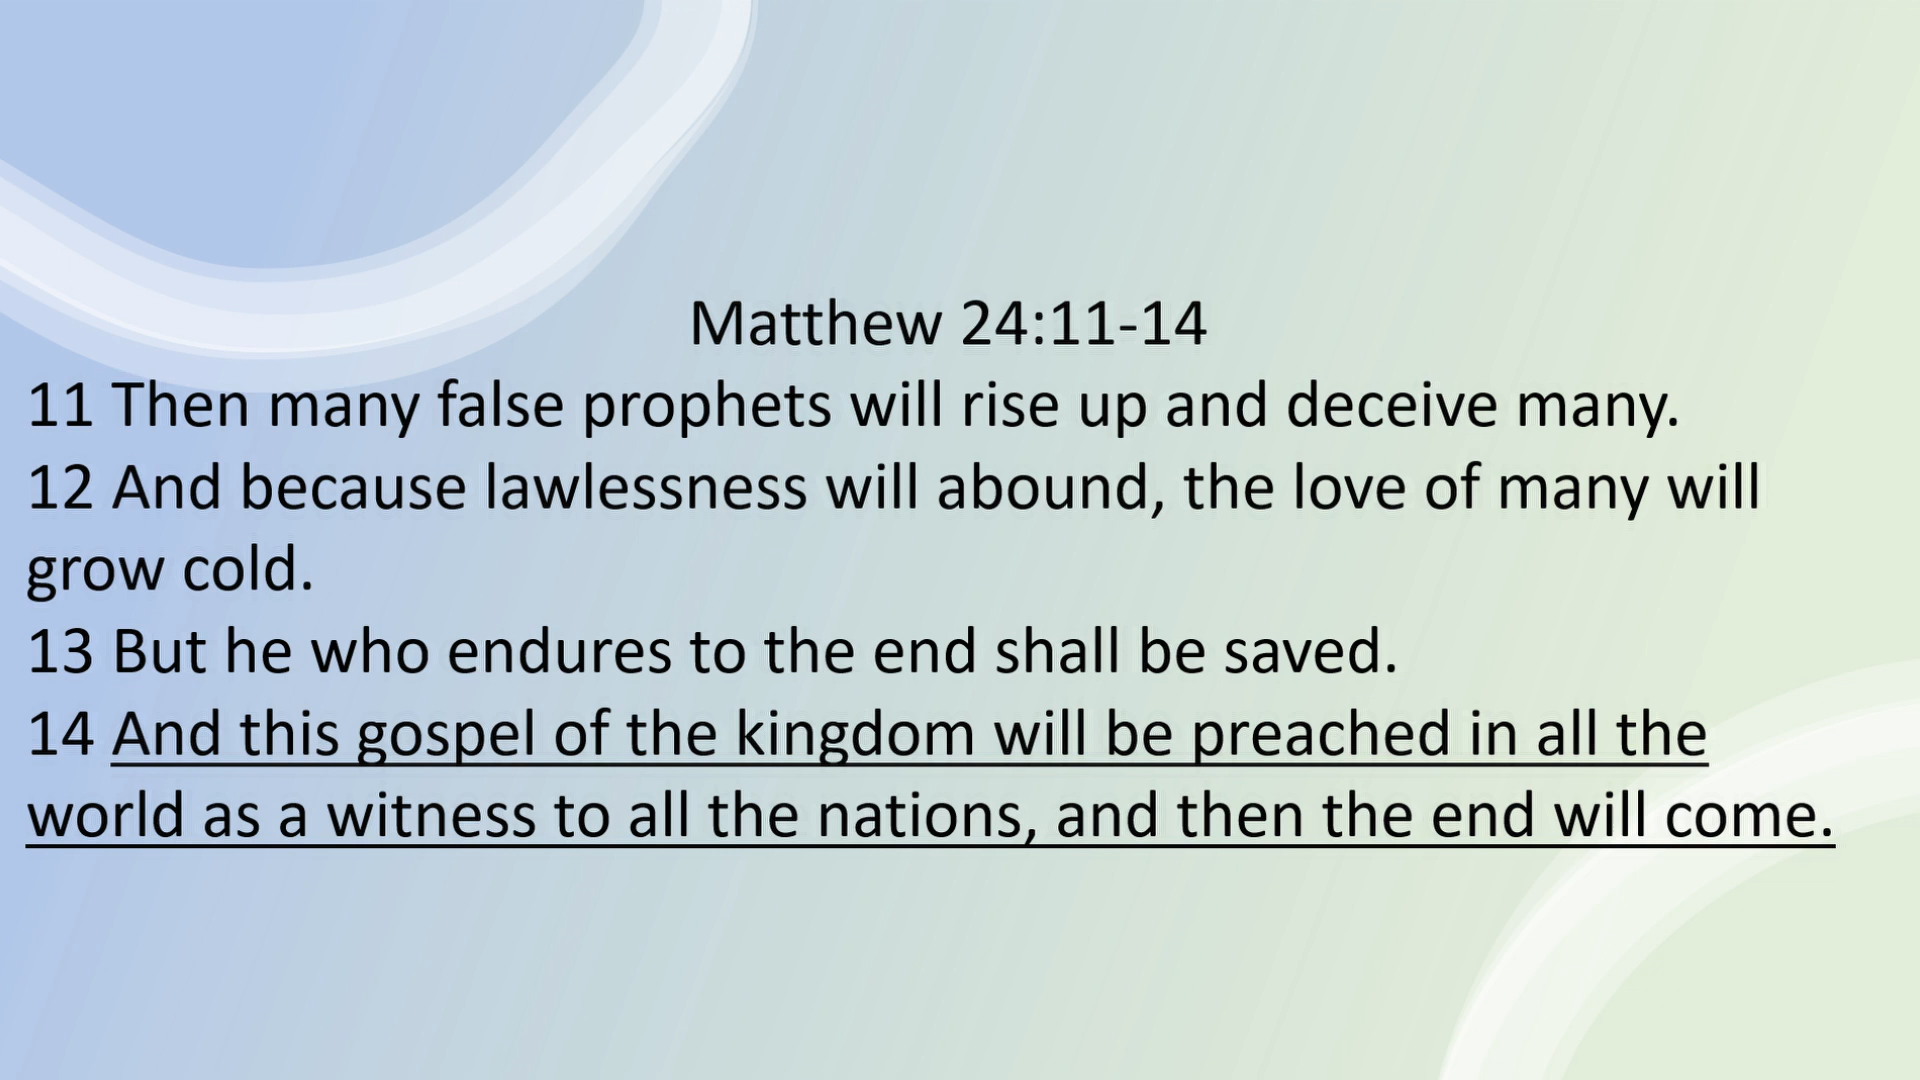 Matthew 24:11-14
11 Then many false prophets will rise up and deceive many.
12 And because lawlessness will abound, the love of many will
grow cold.
13 But he who endures to the end shall be saved.
14 And this gospel of the kingdom will be preached in all the
world as a witness to all the nations, and then the end will come.